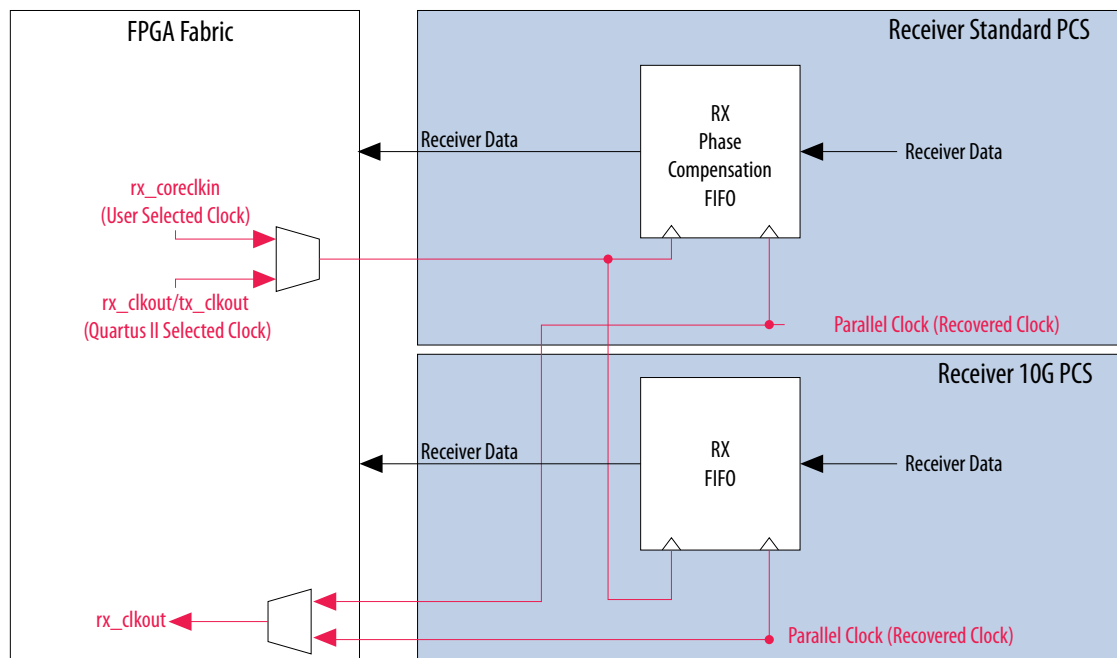 FPGA Fabric
Receiver Standard PCS
RX
Phase
Compensation
FIFO
Receiver Data
Receiver Data
rx_coreclkin
(User Selected Clock)
rx_clkout/tx_clkout
(Quartus II Selected Clock)
Parallel Clock (Recovered Clock)
Receiver 10G PCS
RX
FIFO
Receiver Data
Receiver Data
rx_clkout
Parallel Clock (Recovered Clock)